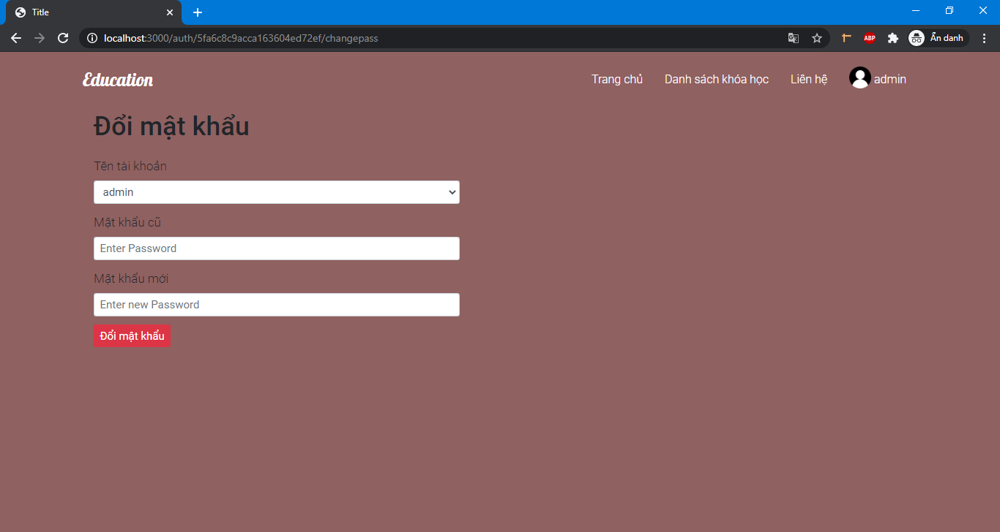 Title
localhost:3000/auth/5fa6c8c9acca163604ed72ef/changepass
ABP
Ẩn danh
Education
Trang chủ
Danh sách khóa học
Liên hệ
admin
Đổi mật khẩu
Tên tài khoản
admin
Mật khẩu cũ
Enter Password
Mật khẩu mới
Enter new Password
Đổi mật khẩu